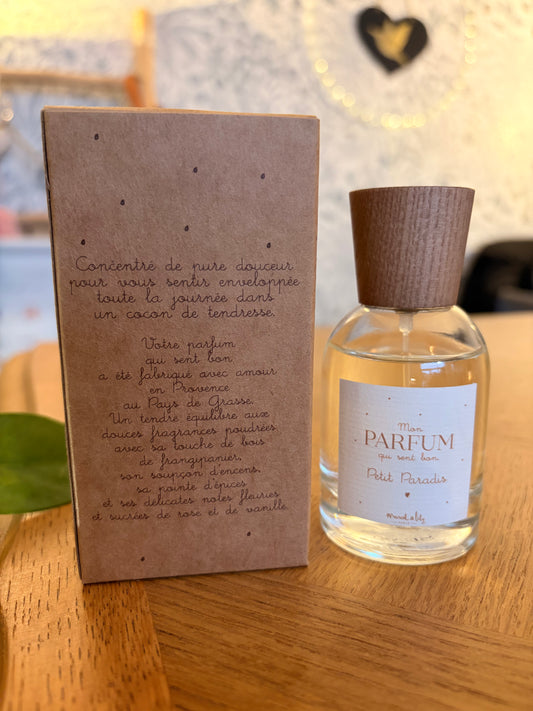 Concentré de pure douceur
pour vous sentir enveloppée
toute la journée dans
un cocon de tendresse.
Votre parfum
qui sent bon
a été fabriqué avec amour
en Provence
au Pays de Grasse.
Un tendre équilibre aux
douces fragrances poudrées
avec sa touche de bois
de frangipanier,
son soupçon d'encens,
sa pointe d'épices
et ses délicates notes fleuries
et sucrées de rose et de vanille.
Mon
PARFUM
qui sent bon
Petit Paradis